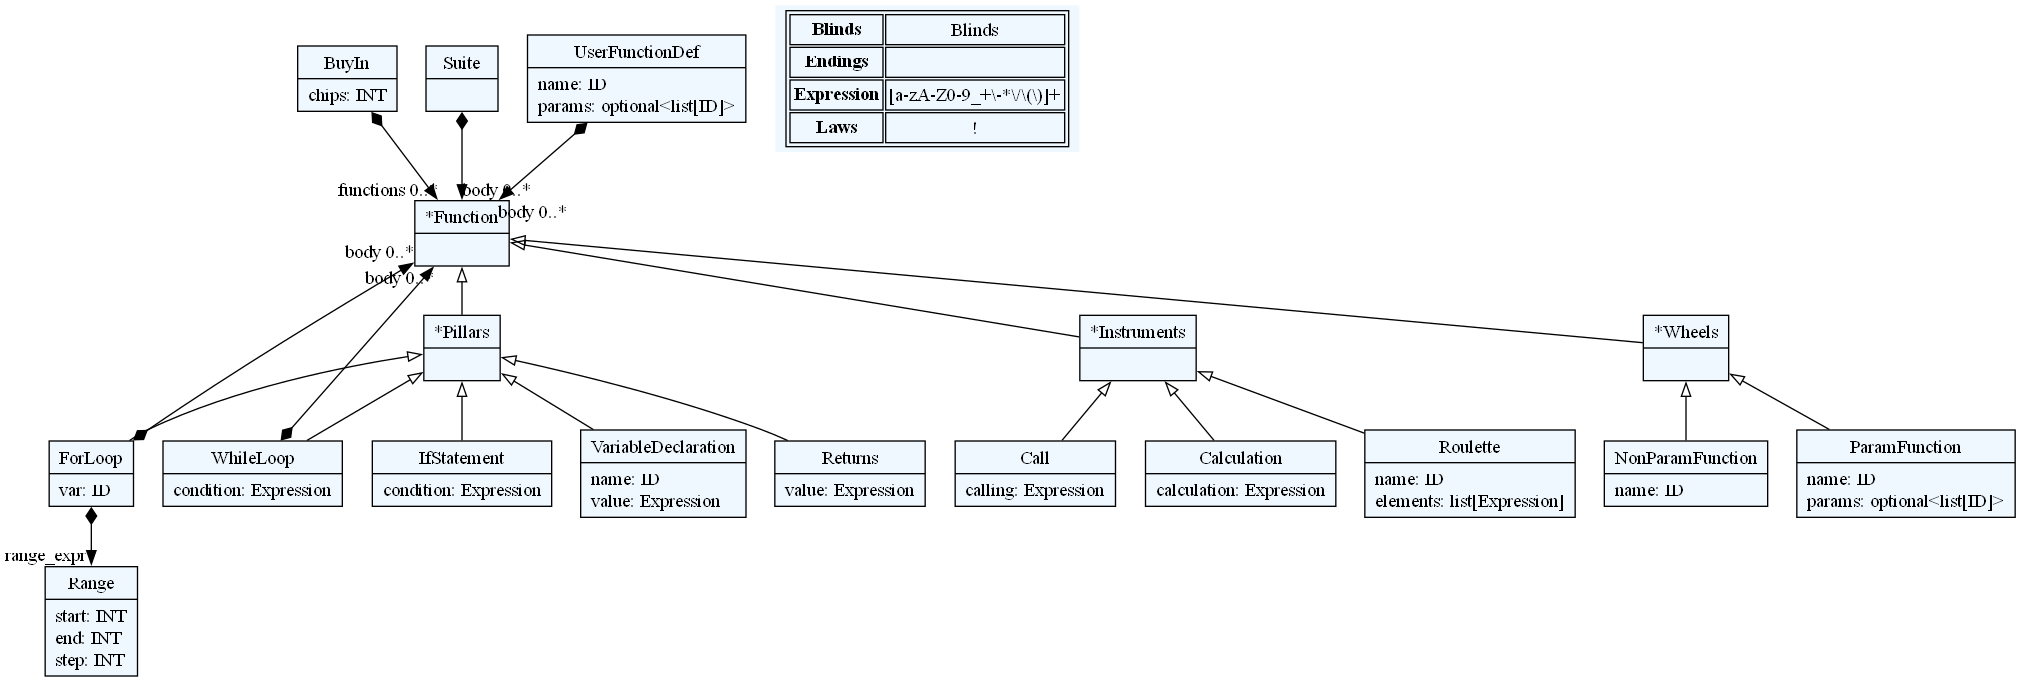 BuyIn
chips: INT
Suite
UserFunctionDef
name: ID
params: optional<list[ID]>
Blinds Blinds
Endings
Expression [a-zA-Z0-9_+\-*\/\(\)]+
Laws !
functions 0..*
body 0..*
body 0..*
*Function
body 0..*
body 0..*
*Pillars
*Instruments
*Wheels
ForLoop
var: ID
WhileLoop
condition: Expression
IfStatement
condition: Expression
VariableDeclaration
name: ID
value: Expression
Returns
value: Expression
Call
calling: Expression
Calculation
calculation: Expression
Roulette
name: ID
elements: list[Expression]
NonParamFunction
name: ID
ParamFunction
name: ID
params: optional<list[ID]>
range_expr
Range
start: INT
end: INT
step: INT